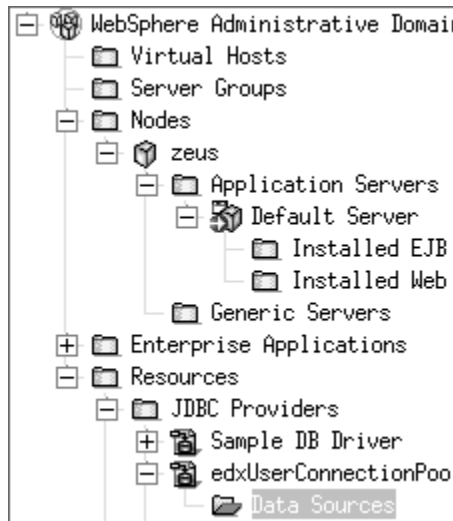 WebSphere Administrative Domain
Virtual Hosts
Server Groups
Nodes
zeus
Application Servers
Default Server
Installed EJB
Installed Web
Generic Servers
Enterprise Applications
Resources
JDBC Providers
Sample DB Driver
edxUserConnectionPoo
Data Sources